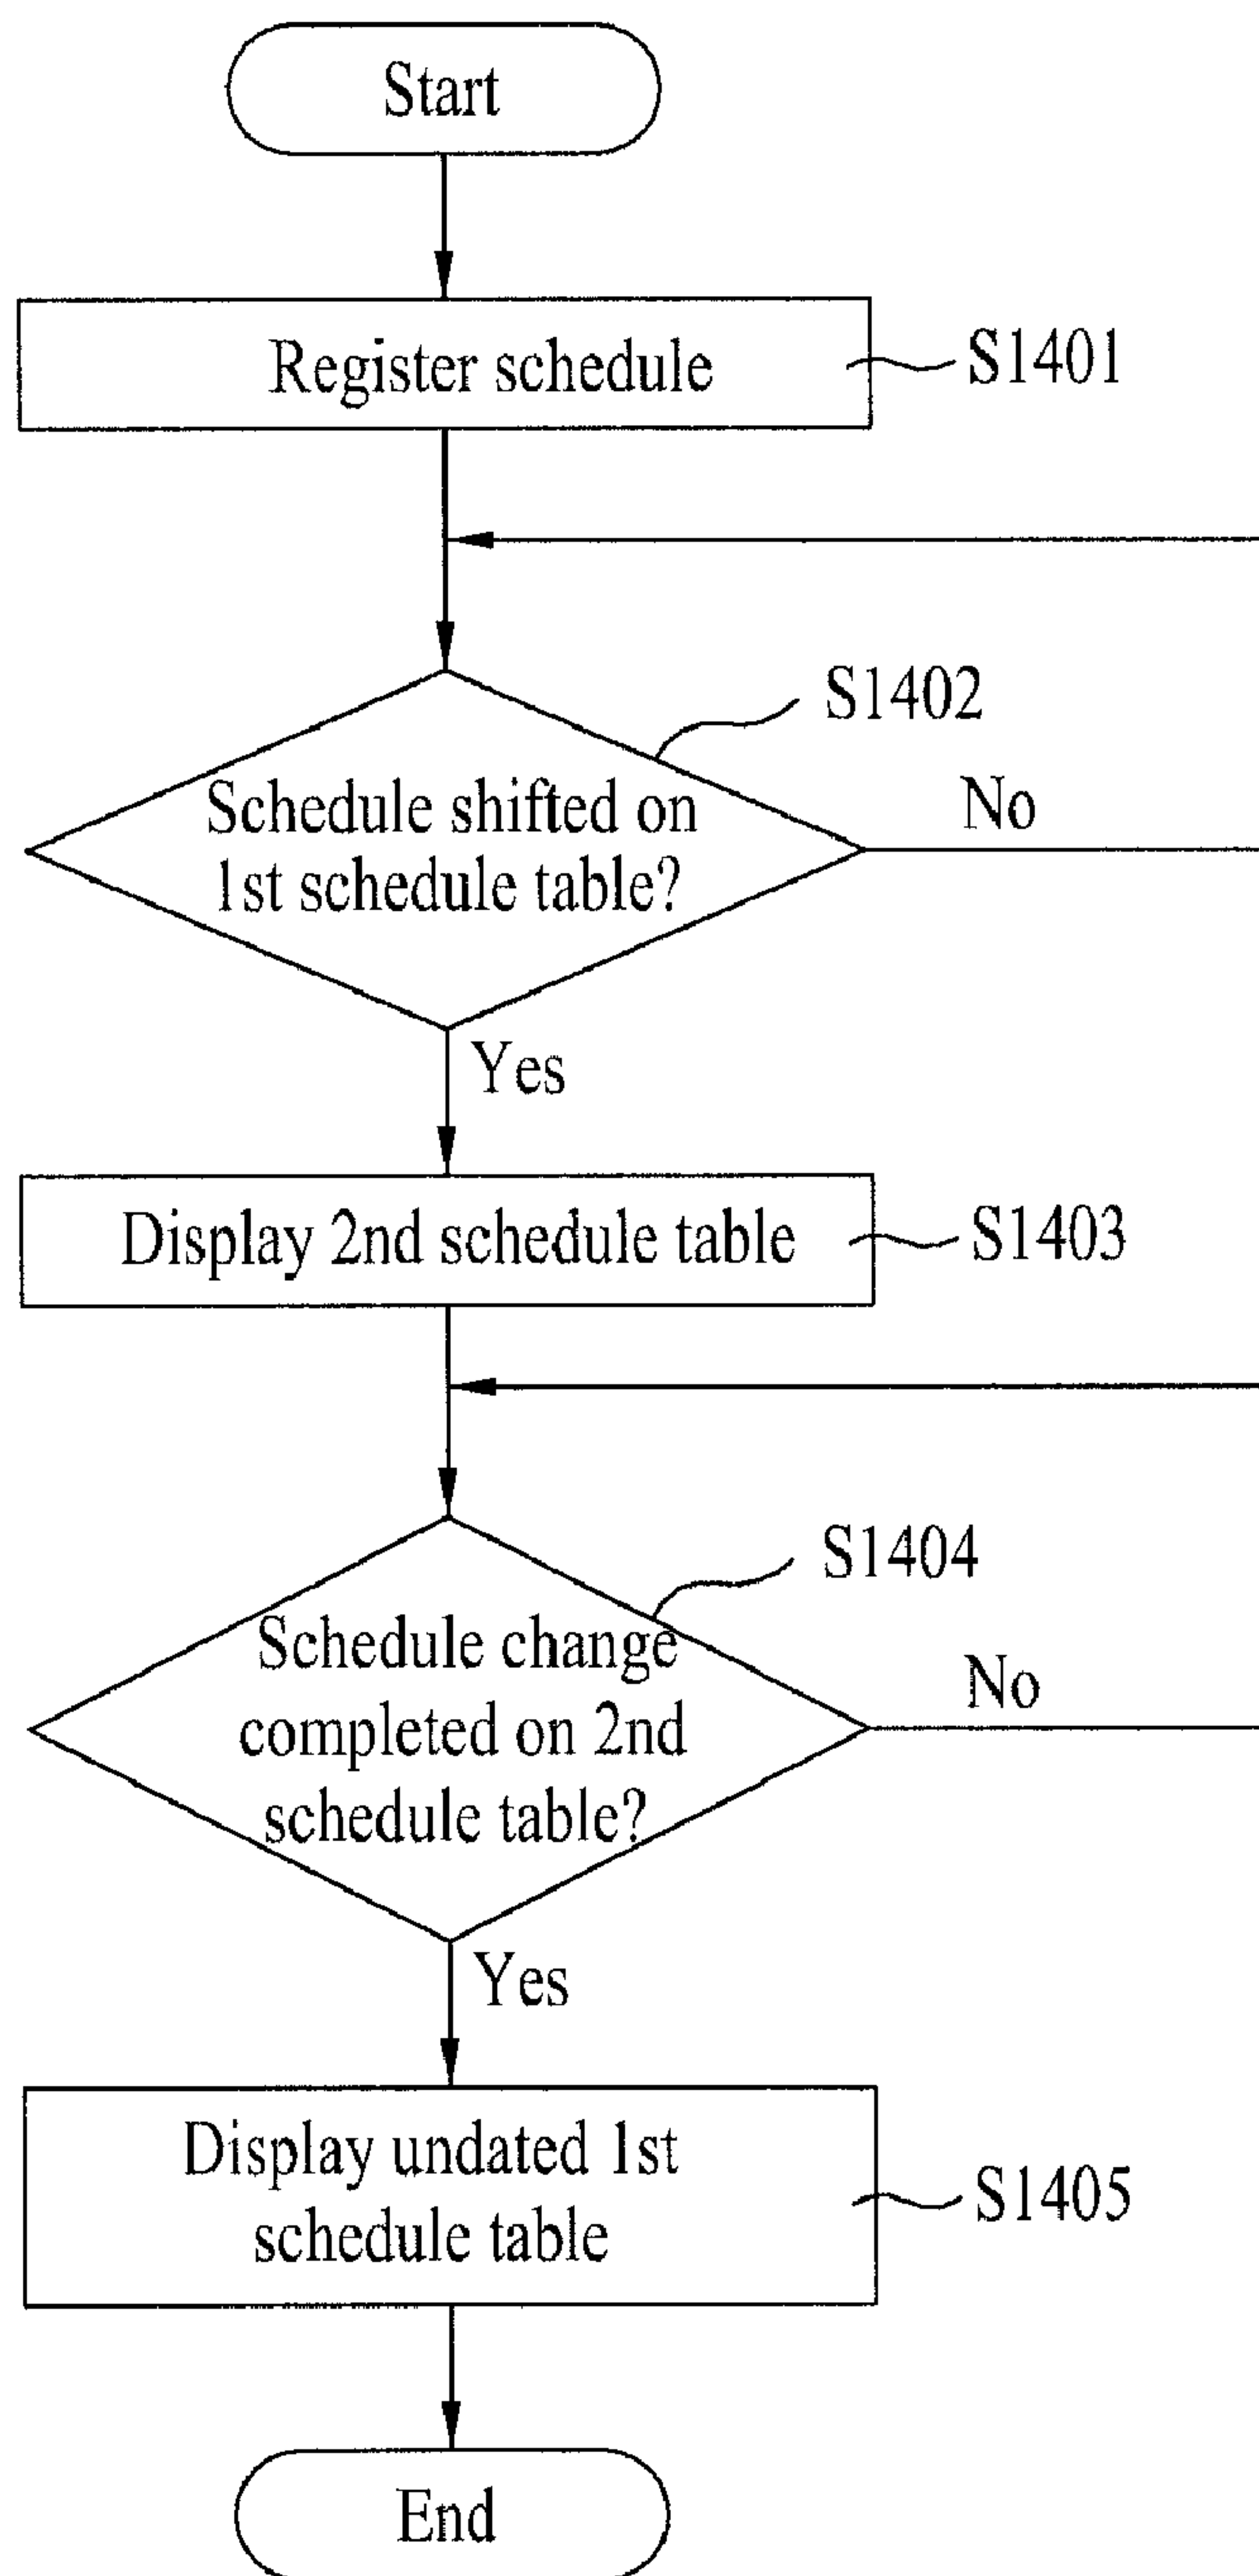 Start
Register schedule
S1401
S1402
Schedule shifted on
1st schedule table?
No
Yes
Display 2nd schedule table
S1403
S1404
Schedule change
completed on 2nd
schedule table?
No
Yes
Display undated 1st
schedule table
S1405
End